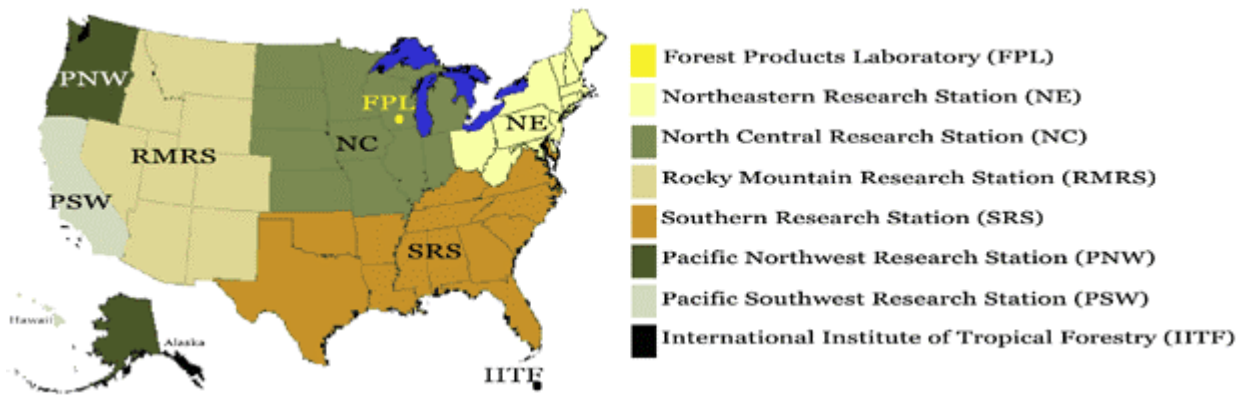 PNW
FPL
NE
NC
RMRS
PSW
SRS
Hawaii
Alaska
IITF
Forest Products Laboratory (FPL)
Northeastern Research Station (NE)
North Central Research Station (NC)
Rocky Mountain Research Station (RMRS)
Southern Research Station (SRS)
Pacific Northwest Research Station (PNW)
Pacific Southwest Research Station (PSW)
International Institute of Tropical Forestry (IITF)